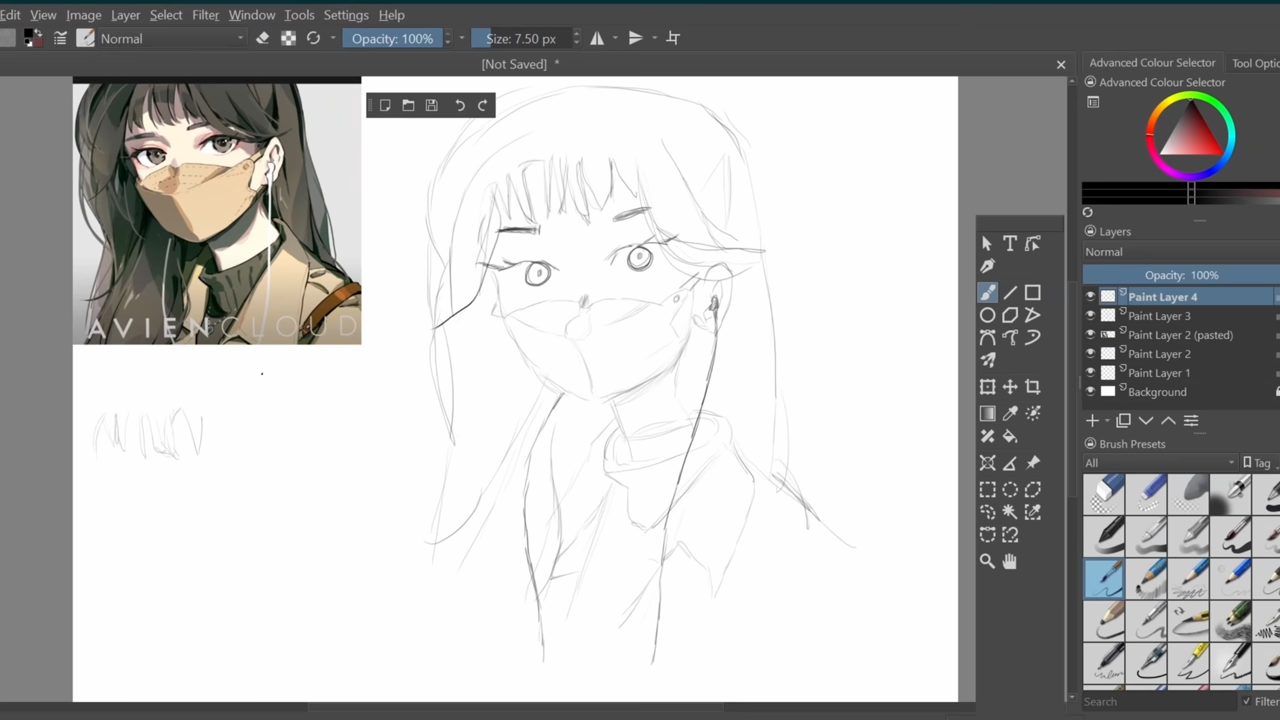 Edit View Image Layer Select Filter Window Tools Settings Help
Normal Opacity: 100% Size: 7.50 px
[Not Saved] *
AVIENCLOUD
Advanced Colour Selector Tool Optio
Advanced Colour Selector
Layers
Normal
Opacity: 100%
Paint Layer 4
Paint Layer 3
Paint Layer 2 (pasted)
Paint Layer 2
Paint Layer 1
Background
Brush Presets
All Tag
Search Filter